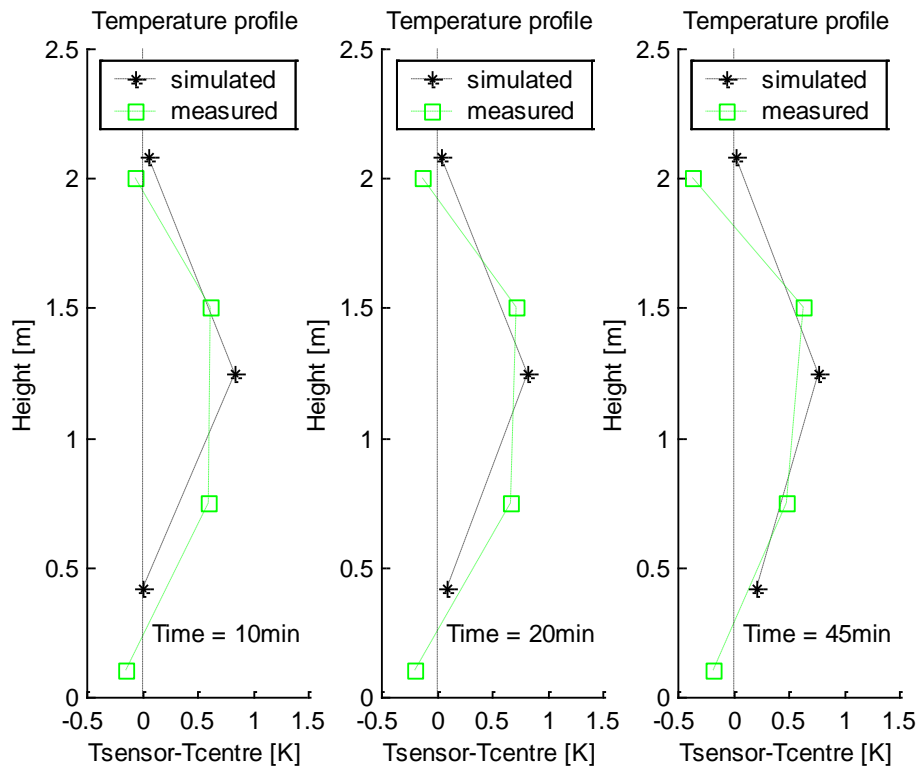 Temperature profile
2.5
simulated
measured
2
1.5
1
0.5
0
Height [m]
Time = 10min
-0.5 0 0.5 1 1.5
Tsensor-Tcentre [K]
Temperature profile
2.5
simulated
measured
2
1.5
1
0.5
0
Height [m]
Time = 20min
-0.5 0 0.5 1 1.5
Tsensor-Tcentre [K]
Temperature profile
2.5
simulated
measured
2
1.5
1
0.5
0
Height [m]
Time = 45min
-0.5 0 0.5 1 1.5
Tsensor-Tcentre [K]